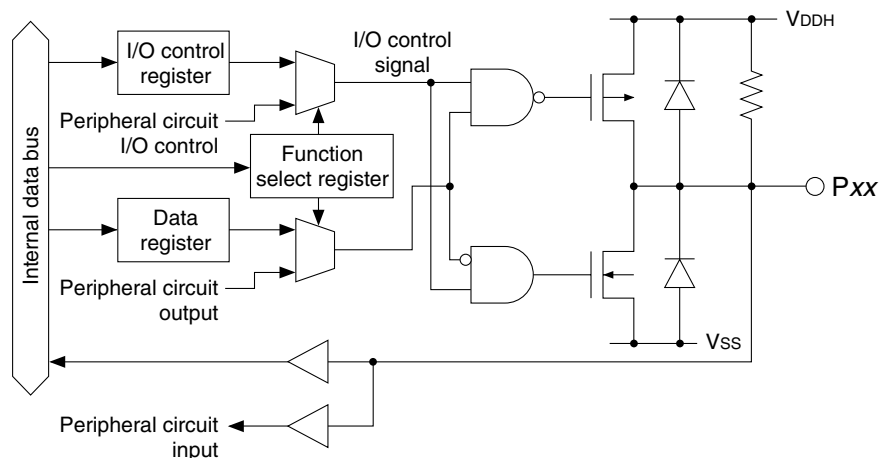 VDDH
I/O control
register
I/O control
signal
Peripheral circuit
I/O control
Function
select register
Pxx
Internal data bus
Data
register
Peripheral circuit
output
VSS
Peripheral circuit
input